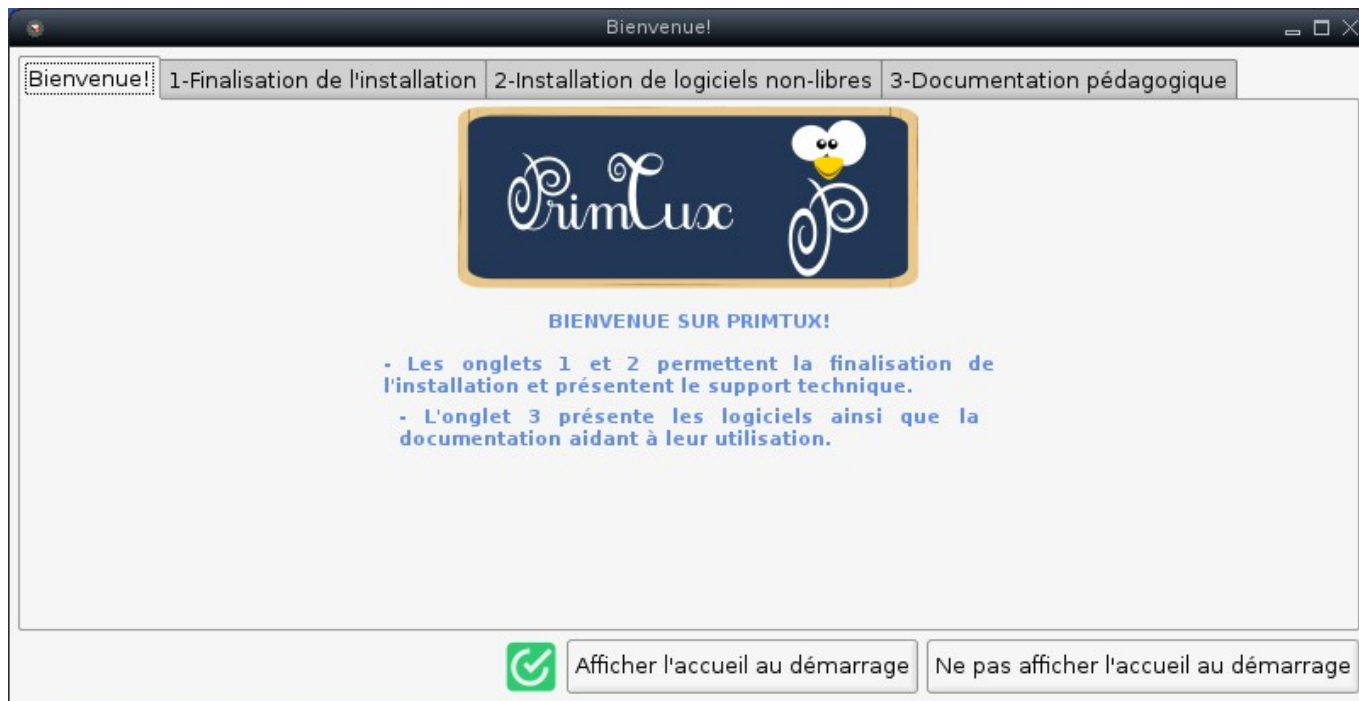 Bienvenue!
Bienvenue! 1-Finalisation de l'installation 2-Installation de logiciels non-libres 3-Documentation pédagogique
PrimTux
BIENVENUE SUR PRIMTUX!
- Les onglets 1 et 2 permettent la finalisation de
l'installation et présentent le support technique.
- L'onglet 3 présente les logiciels ainsi que la
documentation aidant à leur utilisation.
Afficher l'accueil au démarrage Ne pas afficher l'accueil au démarrage